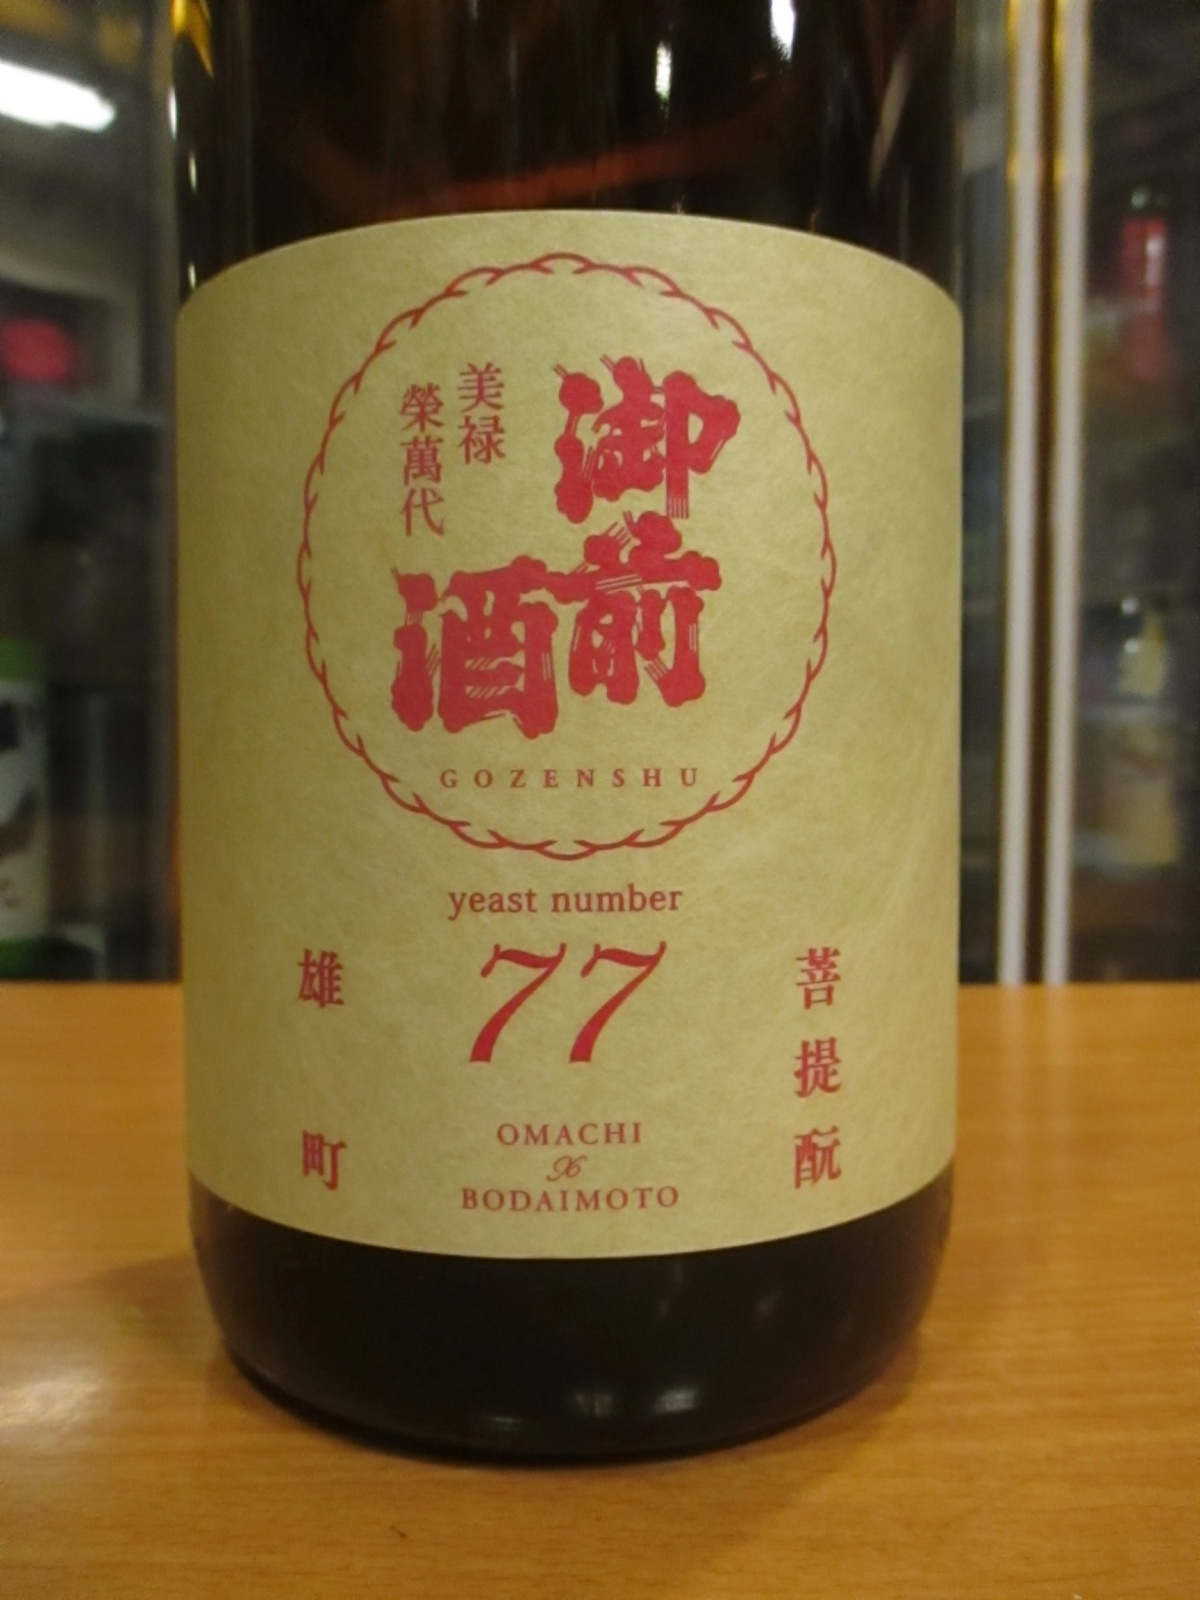 御前酒
美禄
榮萬代
GOZENSHU
yeast number
77
菩提酛
雄町
OMACHI
×
BODAIMOTO